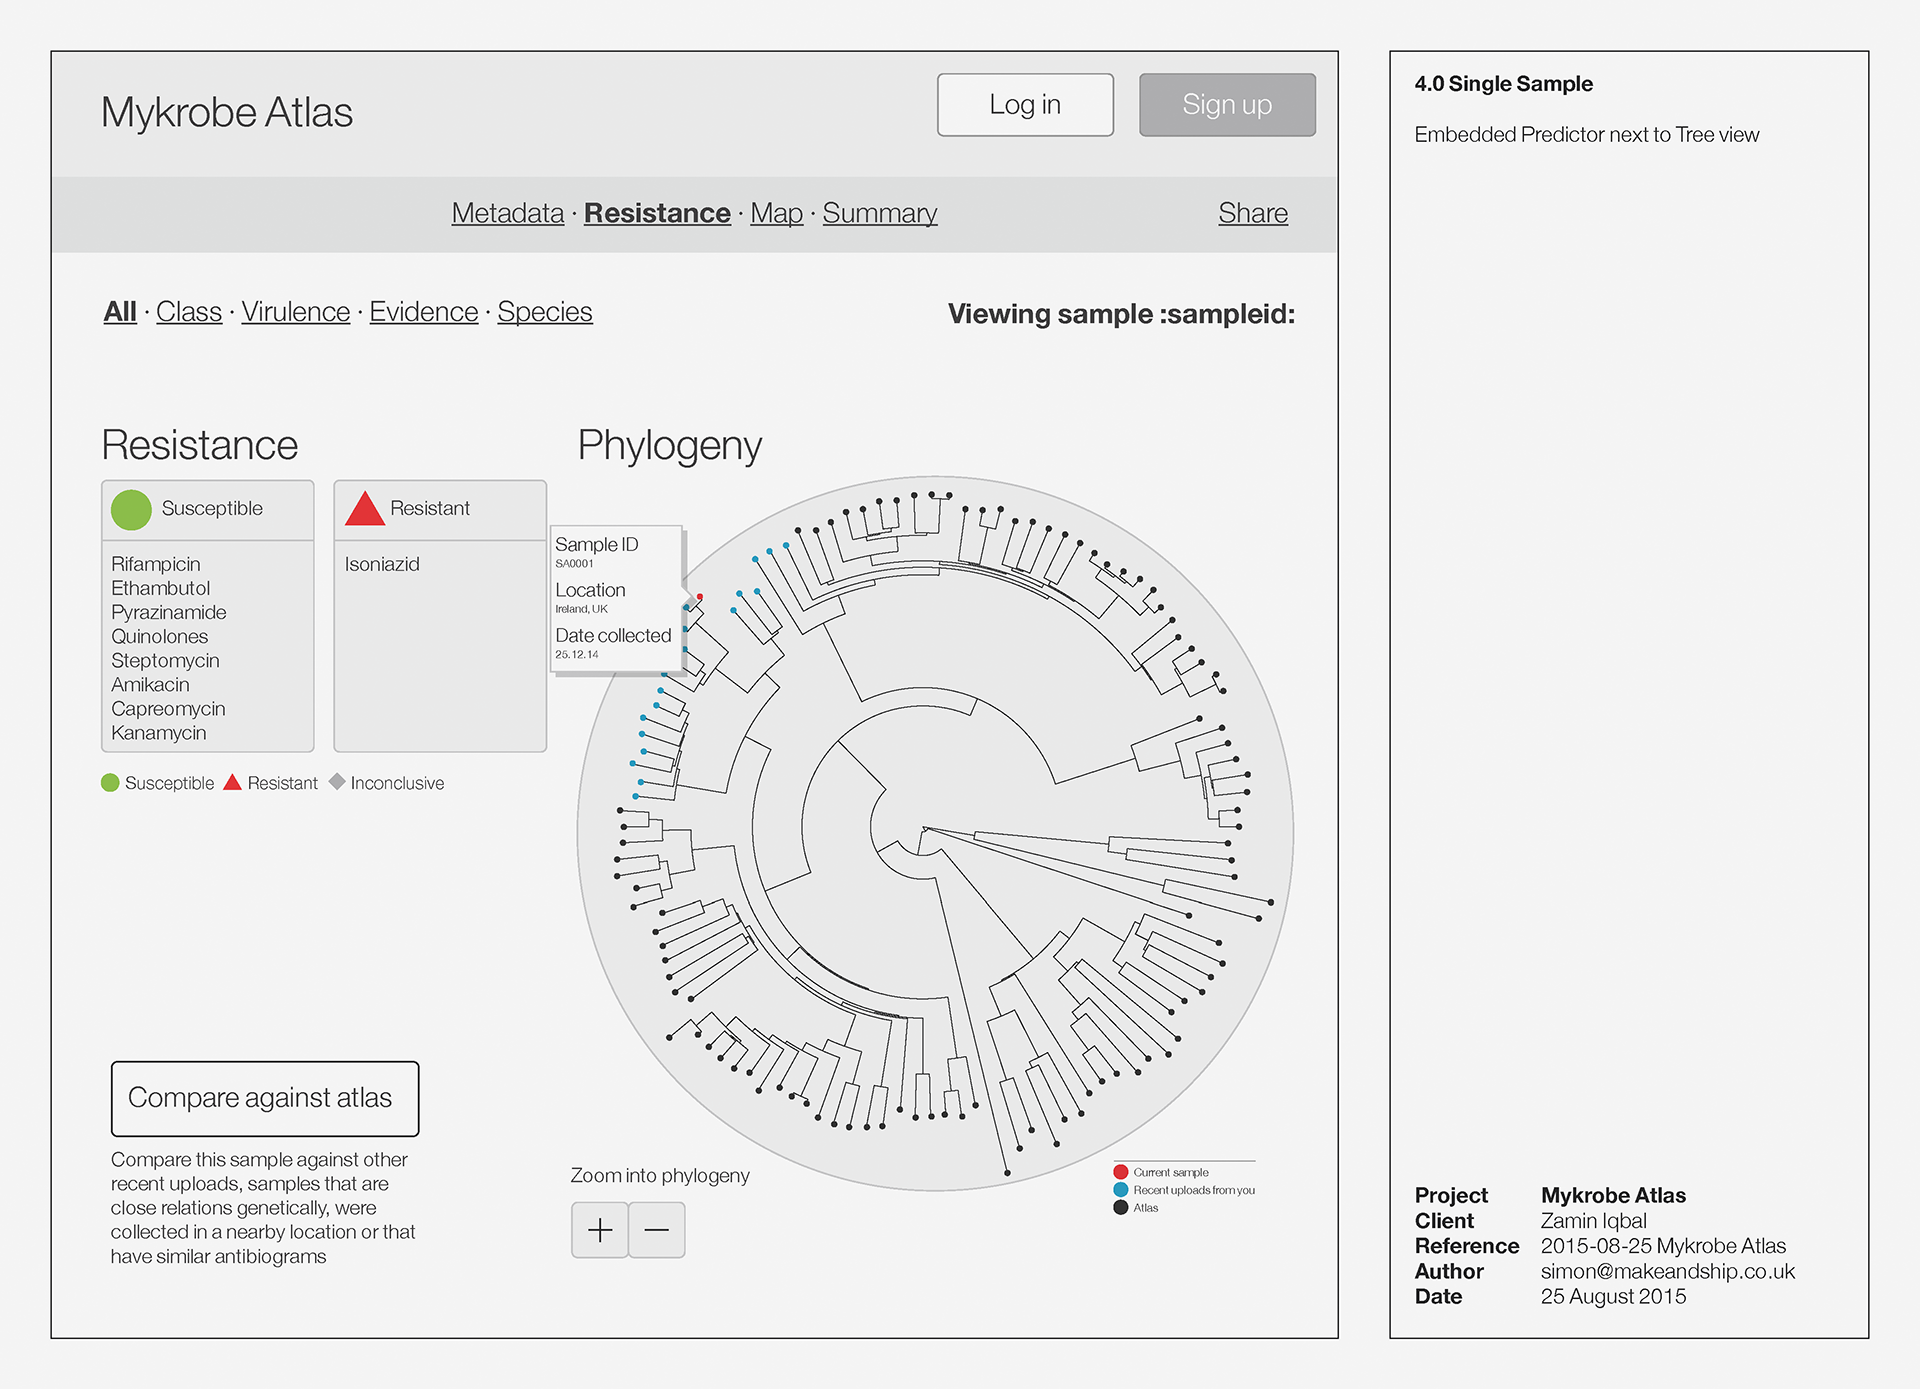 Mykrobe Atlas
Log in
Sign up
Metadata · Resistance · Map · Summary
Share
All · Class · Virulence · Evidence · Species
Viewing sample :sampleid:
Resistance
Susceptible
Rifampicin
Ethambutol
Pyrazinamide
Quinolones
Steptomycin
Amikacin
Capreomycin
Kanamycin
Resistant
Isoniazid
Susceptible
Resistant
Inconclusive
Phylogeny
Sample ID
SA0001
Location
Ireland, UK
Date collected
25.12.14
Compare against atlas
Compare this sample against other
recent uploads, samples that are
close relations genetically, were
collected in a nearby location or that
have similar antibiograms
Zoom into phylogeny
+
−
Current sample
Recent uploads from you
Atlas
4.0 Single Sample
Embedded Predictor next to Tree view
Project Mykrobe Atlas
Client Zamin Iqbal
Reference 2015-08-25 Mykrobe Atlas
Author simon@makeandship.co.uk
Date 25 August 2015